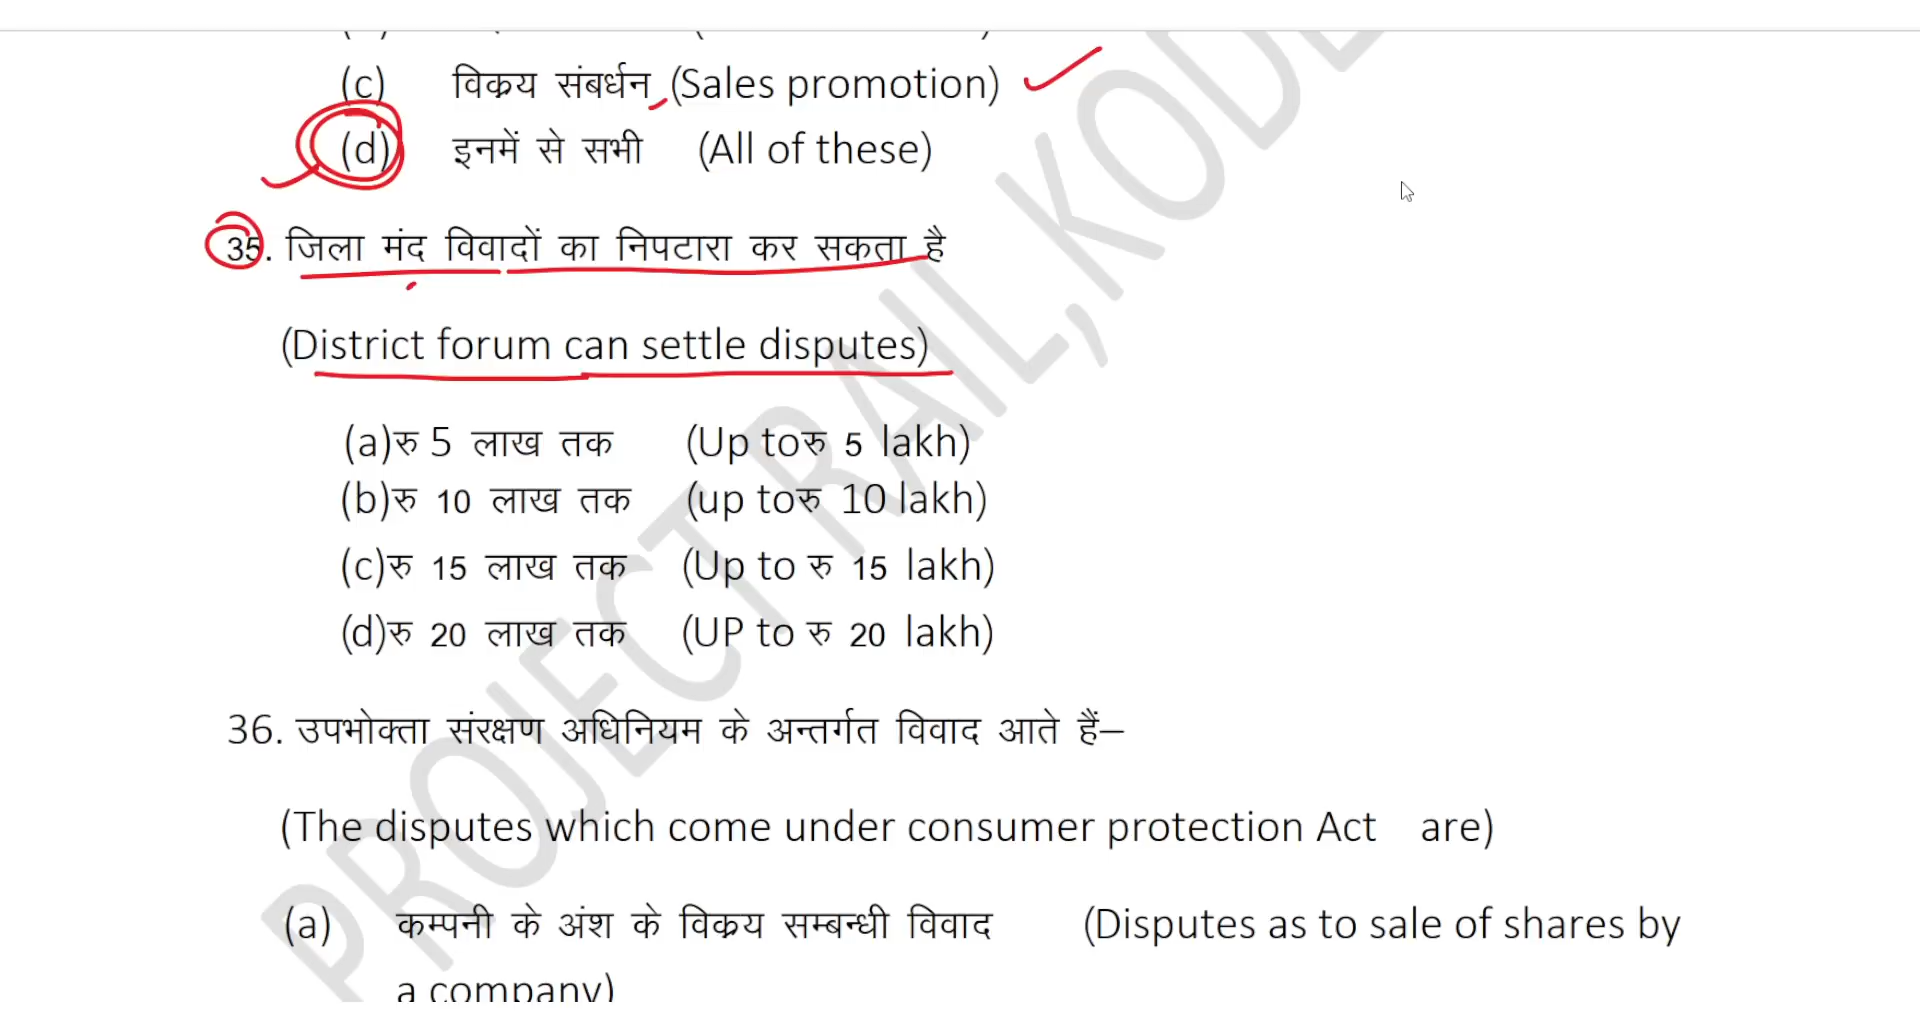 (c) विक्रय संबर्धन (Sales promotion)
(d) इनमें से सभी (All of these)
35. जिला मंद विवादों का निपटारा कर सकता है
(District forum can settle disputes)
(a)रु 5 लाख तक (Up toरु 5 lakh)
(b)रु 10 लाख तक (up toरु 10 lakh)
(c)रु 15 लाख तक (Up to रु 15 lakh)
(d)रु 20 लाख तक (UP to रु 20 lakh)
36. उपभोक्ता संरक्षण अधिनियम के अन्तर्गत विवाद आते हैं–
(The disputes which come under consumer protection Act are)
(a) कम्पनी के अंश के विक्रय सम्बन्धी विवाद (Disputes as to sale of shares by
a company)
PROJECT RAIL,